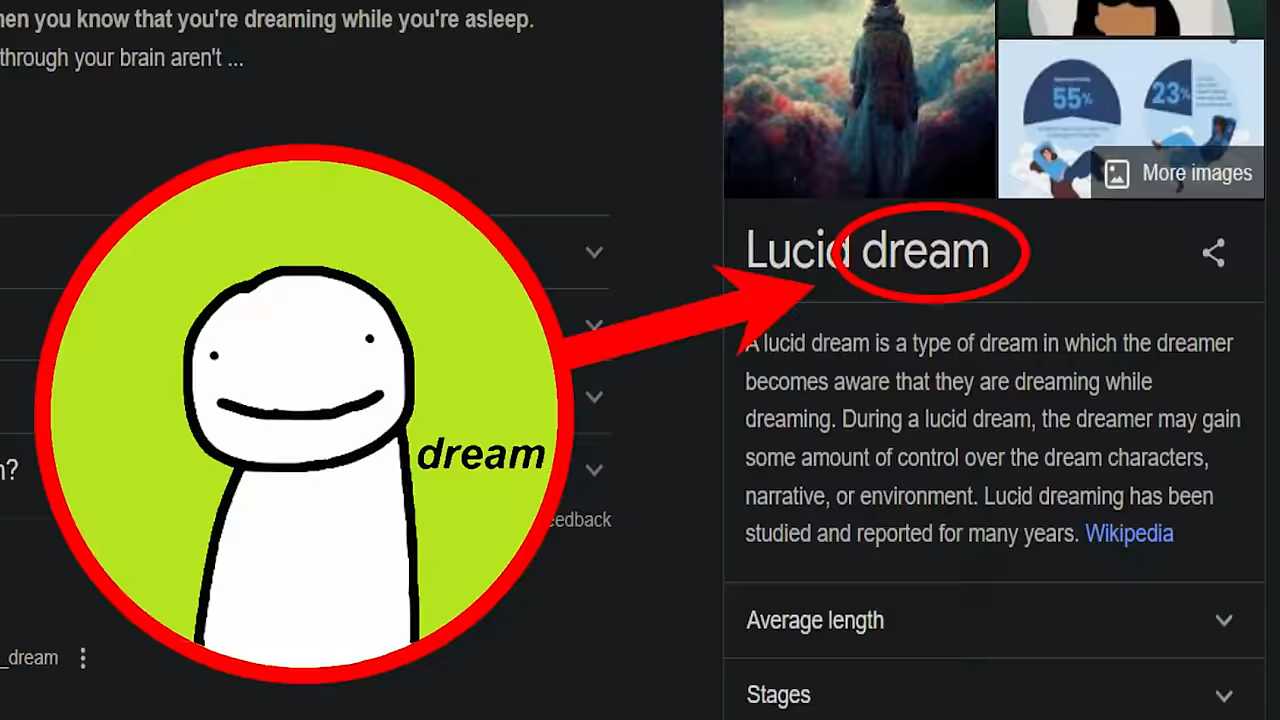 en you know that you're dreaming while you're asleep.
through your brain aren't ...
55%
23%
More images
Lucid dream
A lucid dream is a type of dream in which the dreamer
becomes aware that they are dreaming while
dreaming. During a lucid dream, the dreamer may gain
some amount of control over the dream characters,
narrative, or environment. Lucid dreaming has been
studied and reported for many years. Wikipedia
dream
?
eedback
_dream
Average length
Stages